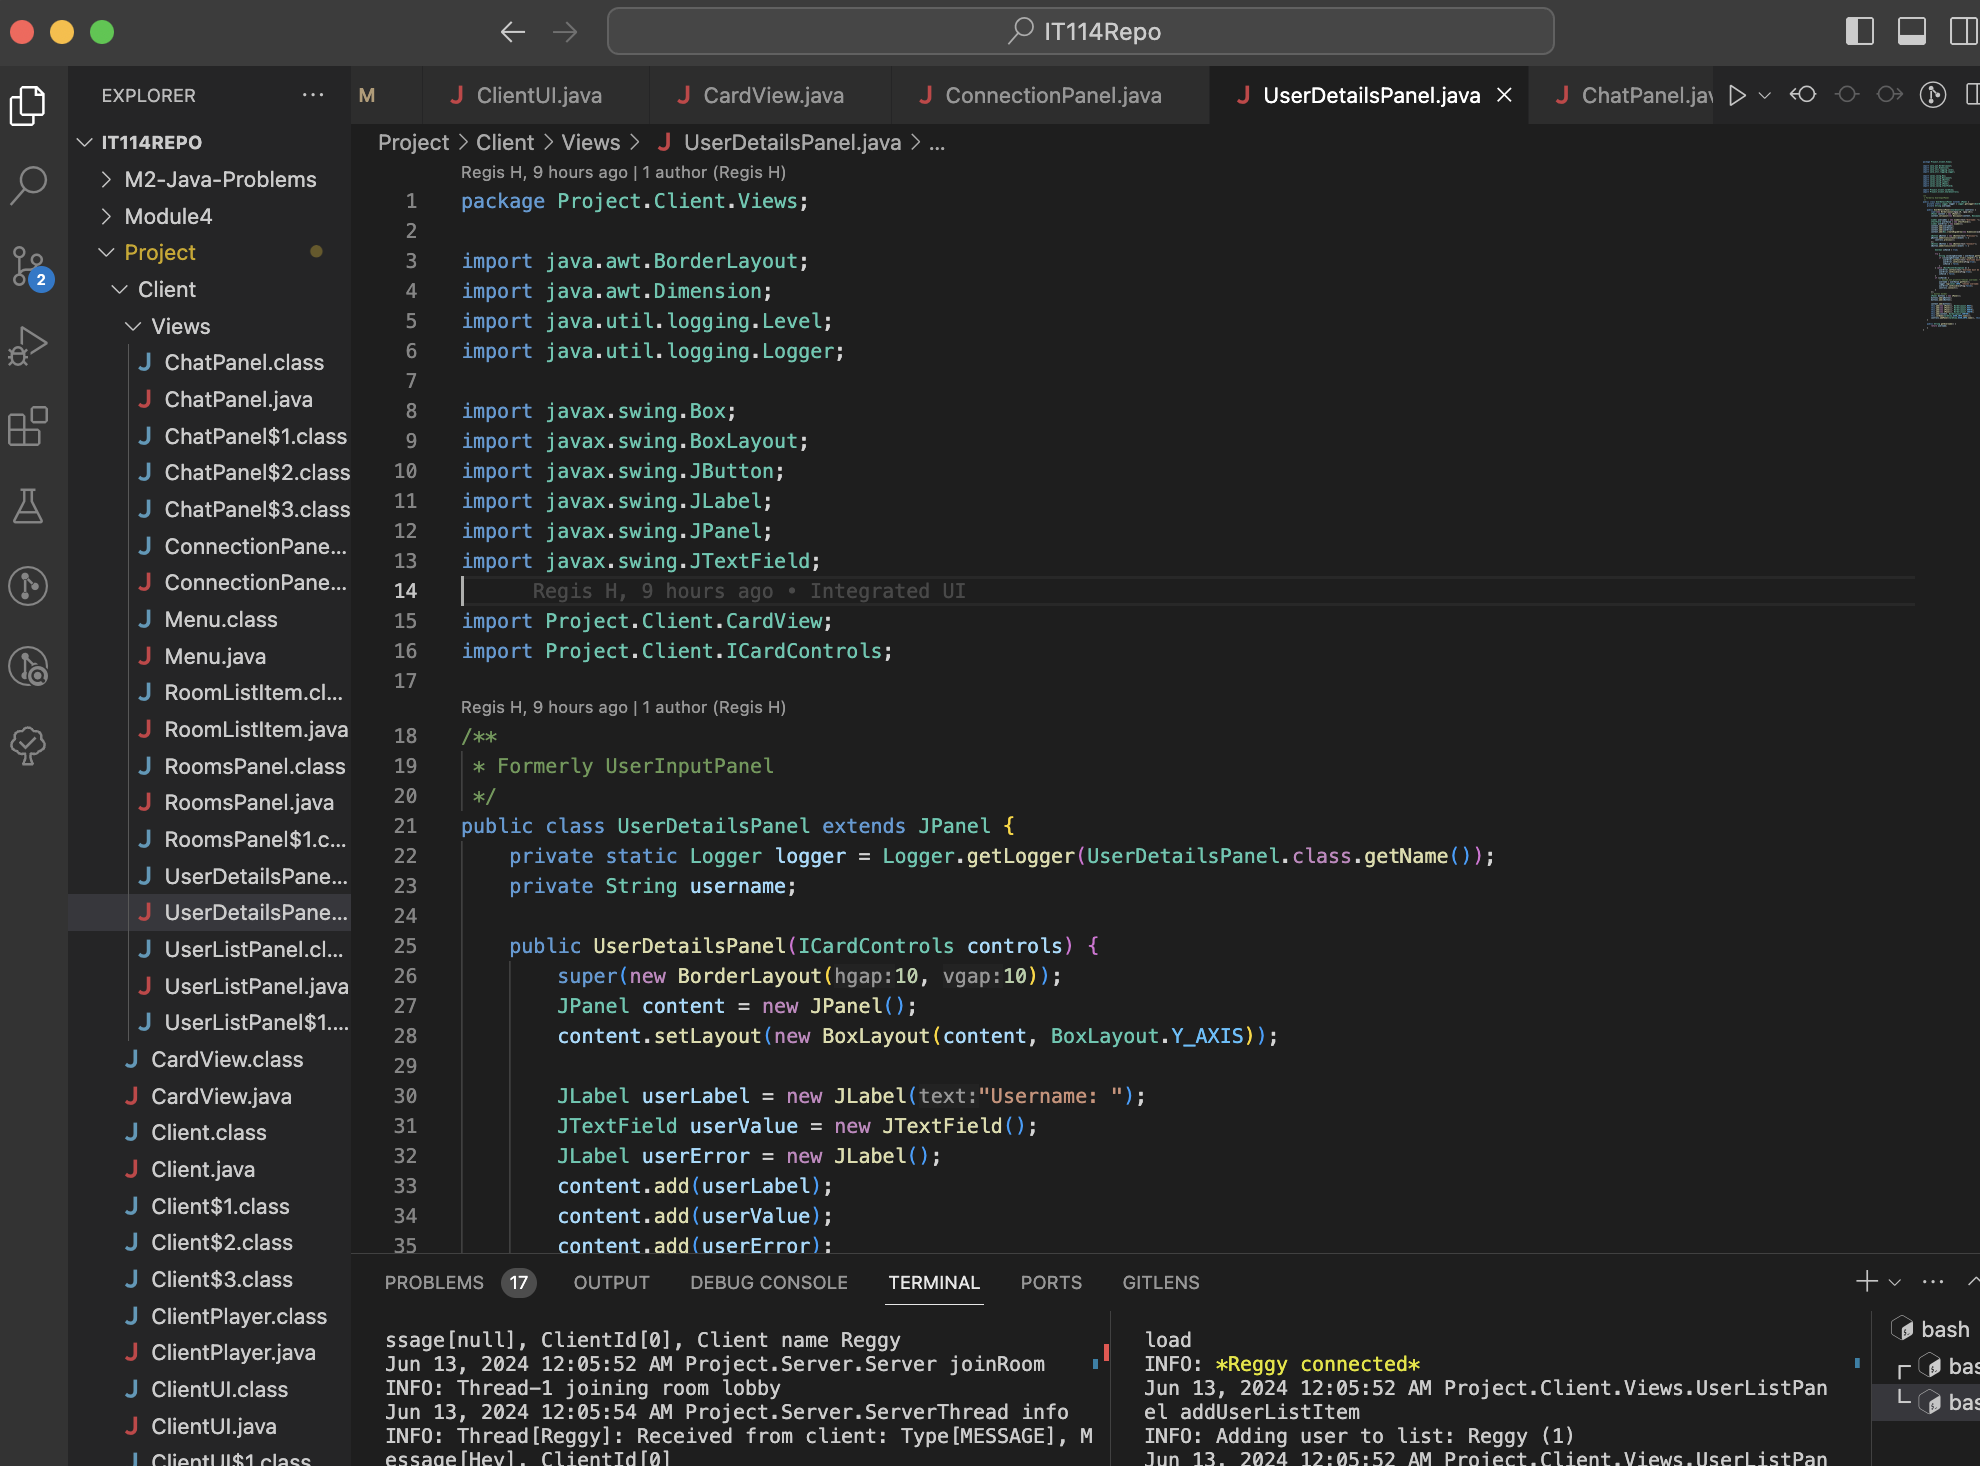 IT114Repo
EXPLORER
IT114REPO
M2-Java-Problems
Module4
Project
Client
Views
ChatPanel.class
ChatPanel.java
ChatPanel$1.class
ChatPanel$2.class
ChatPanel$3.class
ConnectionPane...
ConnectionPane...
Menu.class
Menu.java
RoomListItem.cl...
RoomListItem.java
RoomsPanel.class
RoomsPanel.java
RoomsPanel$1.c...
UserDetailsPane...
UserDetailsPane...
UserListPanel.cl...
UserListPanel.java
UserListPanel$1....
CardView.class
CardView.java
Client.class
Client.java
Client$1.class
Client$2.class
Client$3.class
ClientPlayer.class
ClientPlayer.java
ClientUI.class
ClientUI.java
ClientUI$1.class
2
M ClientUI.java CardView.java ConnectionPanel.java UserDetailsPanel.java ChatPanel.jav
Project > Client > Views > UserDetailsPanel.java > ...
Regis H, 9 hours ago | 1 author (Regis H)
1 package Project.Client.Views;
2
3 import java.awt.BorderLayout;
4 import java.awt.Dimension;
5 import java.util.logging.Level;
6 import java.util.logging.Logger;
7
8 import javax.swing.Box;
9 import javax.swing.BoxLayout;
10 import javax.swing.JButton;
11 import javax.swing.JLabel;
12 import javax.swing.JPanel;
13 import javax.swing.JTextField;
14 Regis H, 9 hours ago • Integrated UI
15 import Project.Client.CardView;
16 import Project.Client.ICardControls;
17
Regis H, 9 hours ago | 1 author (Regis H)
18 /**
19 * Formerly UserInputPanel
20 */
21 public class UserDetailsPanel extends JPanel {
22 private static Logger logger = Logger.getLogger(UserDetailsPanel.class.getName());
23 private String username;
24
25 public UserDetailsPanel(ICardControls controls) {
26 super(new BorderLayout(hgap:10, vgap:10));
27 JPanel content = new JPanel();
28 content.setLayout(new BoxLayout(content, BoxLayout.Y_AXIS));
29
30 JLabel userLabel = new JLabel(text:"Username: ");
31 JTextField userValue = new JTextField();
32 JLabel userError = new JLabel();
33 content.add(userLabel);
34 content.add(userValue);
35 content.add(userError);
PROBLEMS 17 OUTPUT DEBUG CONSOLE TERMINAL PORTS GITLENS
ssage[null], ClientId[0], Client name Reggy
Jun 13, 2024 12:05:52 AM Project.Server.Server joinRoom
INFO: Thread-1 joining room lobby
Jun 13, 2024 12:05:54 AM Project.Server.ServerThread info
INFO: Thread[Reggy]: Received from client: Type[MESSAGE], M
essage[Hey], ClientId[0]
load
INFO: *Reggy connected*
Jun 13, 2024 12:05:52 AM Project.Client.Views.UserListPan
el addUserListItem
INFO: Adding user to list: Reggy (1)
Jun 13, 2024 12:05:52 AM Project.Client.Views.UserListPan
bash
bas
bas